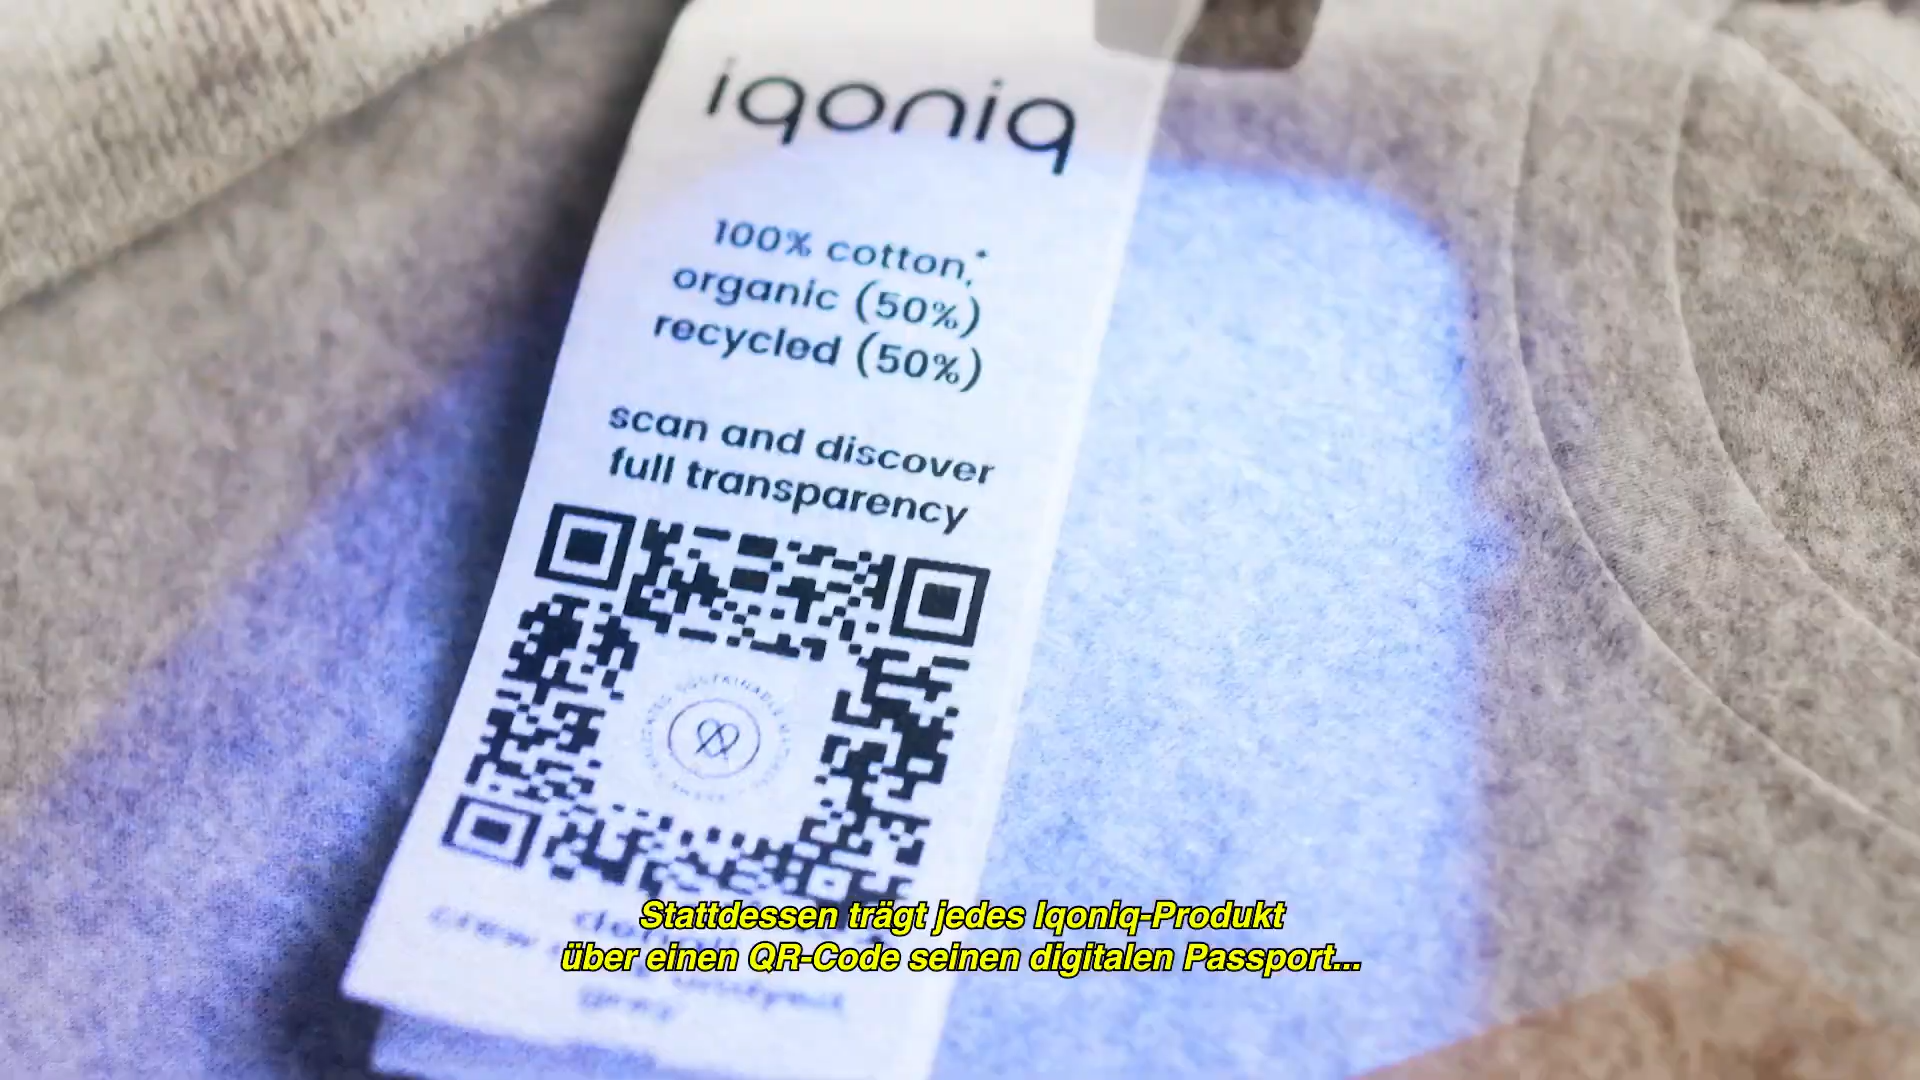 iqoniq
100% cotton,*
organic (50%)
recycled (50%)
scan and discover
full transparency
Stattdessen trägt jedes Iqoniq-Produkt
über einen QR-Code seinen digitalen Passport...